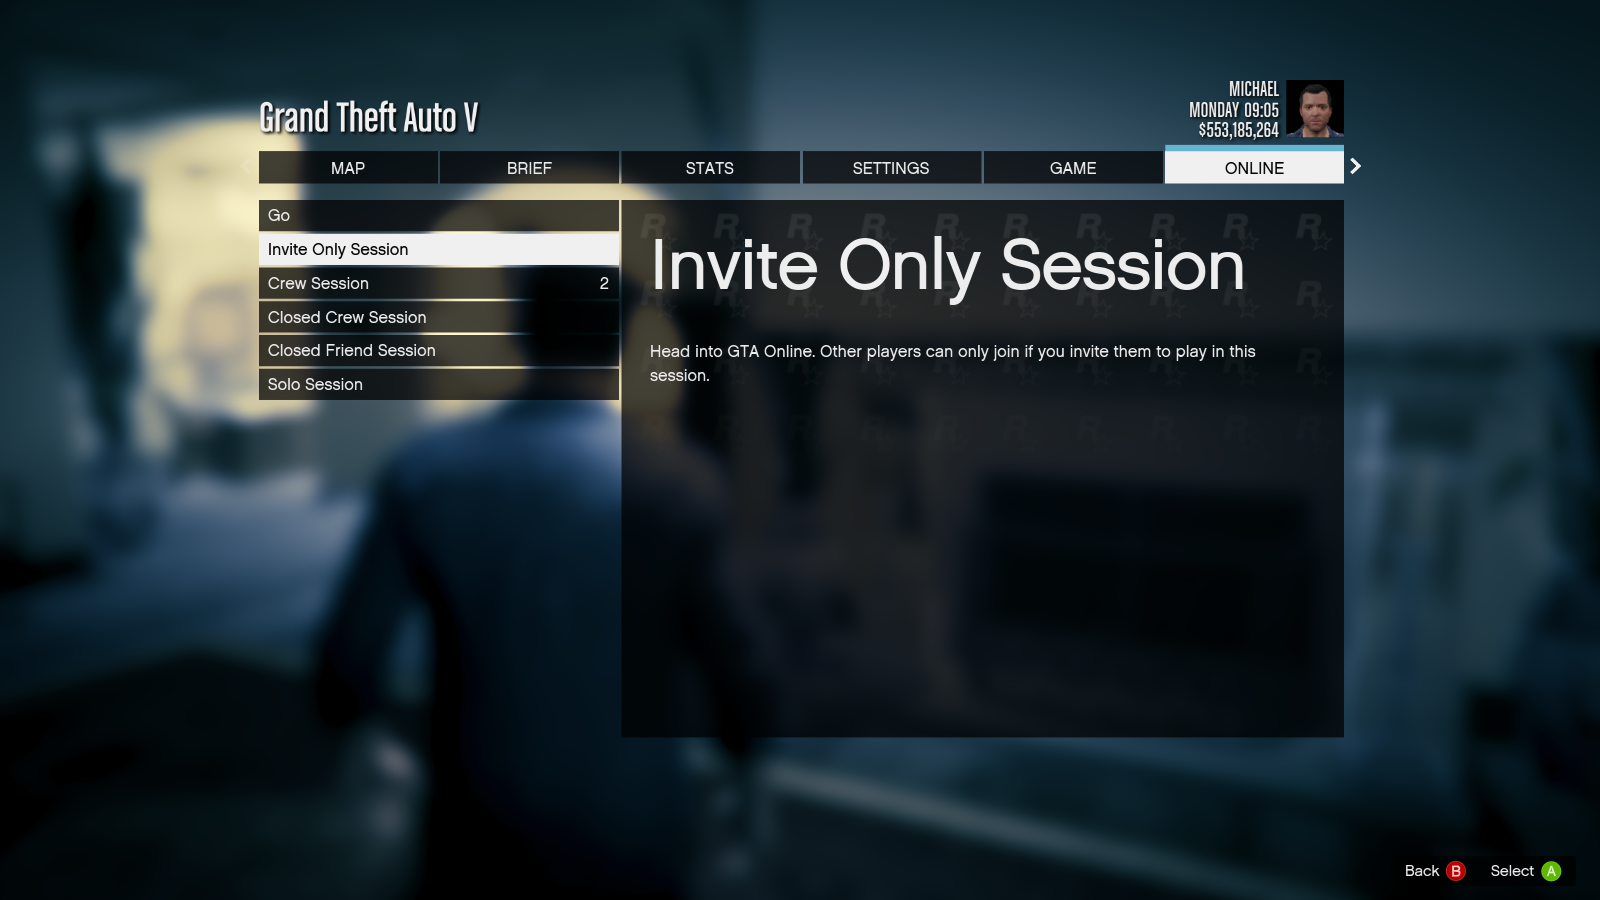 Grand Theft Auto V
MICHAEL
MONDAY 09:05
$553,185,264
MAP
BRIEF
STATS
SETTINGS
GAME
ONLINE
Go
Invite Only Session
Crew Session 2
Closed Crew Session
Closed Friend Session
Solo Session
Invite Only Session
Head into GTA Online. Other players can only join if you invite them to play in this
session.
Back B
Select A